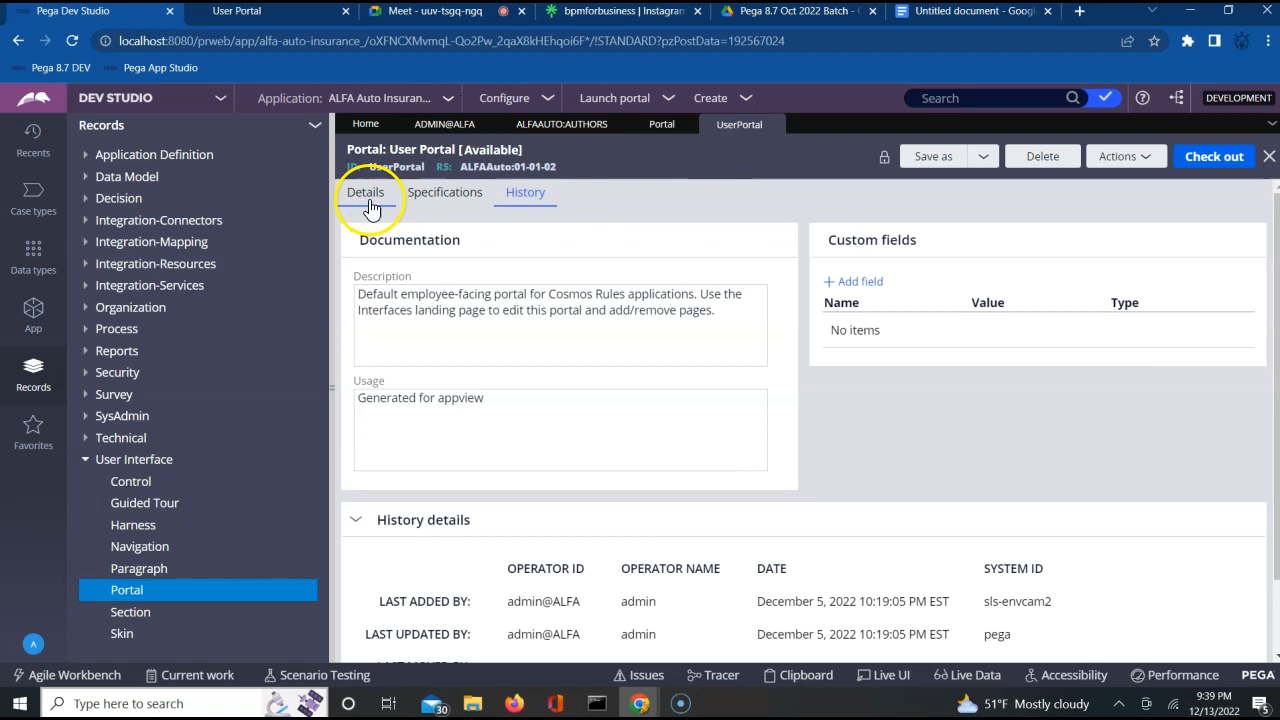 Pega Dev Studio
User Portal
Meet - uuv-tsgq-ngq
bpmforbusiness | Instagram
Pega 8.7 Oct 2022 Batch -
Untitled document - Googl
localhost:8080/prweb/app/alfa-auto-insurance_/oXFNCXMvmqL-Qo2Pw_2qaX8kHEhqoi6F*/!STANDARD?pzPostData=192567024
Pega 8.7 DEV
Pega App Studio
DEV STUDIO
Application: ALFA Auto Insuran...
Configure
Launch portal
Create
Search
DEVELOPMENT
Records
Home
ADMIN@ALFA
ALFAAUTO:AUTHORS
Portal
UserPortal
Portal: User Portal [Available]
ID: UserPortal RS: ALFAAuto:01-01-02
Save as
Delete
Actions
Check out
Recents
Case types
Data types
App
Records
Favorites
A
Application Definition
Data Model
Decision
Integration-Connectors
Integration-Mapping
Integration-Resources
Integration-Services
Organization
Process
Reports
Security
Survey
SysAdmin
Technical
User Interface
Control
Guided Tour
Harness
Navigation
Paragraph
Portal
Section
Skin
Details
Specifications
History
Documentation
Description
Default employee-facing portal for Cosmos Rules applications. Use the
Interfaces landing page to edit this portal and add/remove pages.
Usage
Generated for appview
Custom fields
+ Add field
Name Value Type
No items
History details
OPERATOR ID OPERATOR NAME DATE SYSTEM ID
LAST ADDED BY: admin@ALFA admin December 5, 2022 10:19:05 PM EST sls-envcam2
LAST UPDATED BY: admin@ALFA admin December 5, 2022 10:19:05 PM EST pega
Agile Workbench
Current work
Scenario Testing
Issues
Tracer
Clipboard
Live UI
Live Data
Accessibility
Performance
PEGA
Type here to search
30
51°F Mostly cloudy
9:39 PM
12/13/2022
5